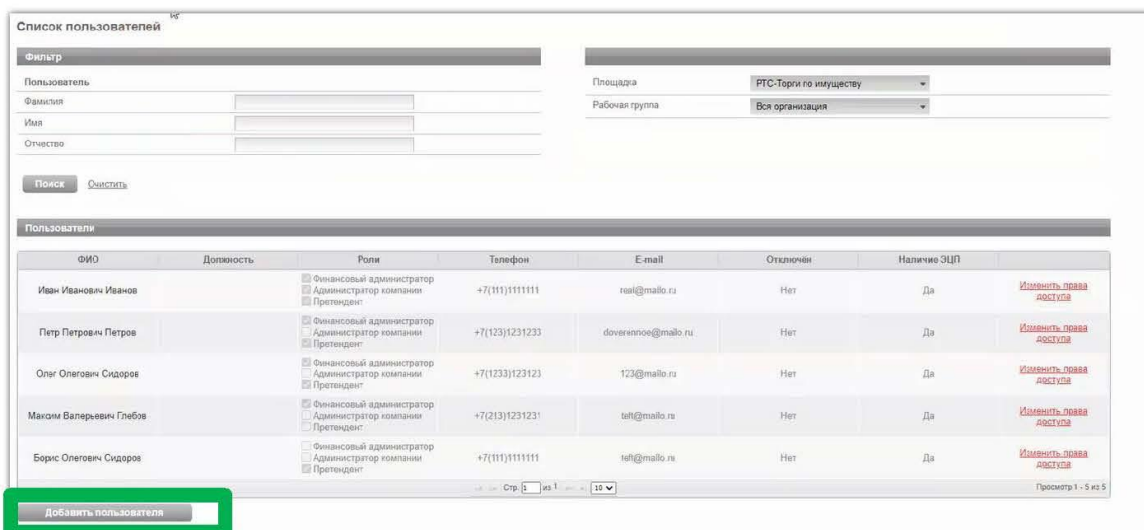 Список пользователей
Фильтр
Пользователь
Фамилия
Имя
Отчество
Площадка РТС-Торги по имуществу
Рабочая группа Вся организация
Поиск Очистить
Пользователи
ФИО Должность Роли Телефон E-mail Отключён Наличие ЭЦП
Иван Иванович Иванов Финансовый администратор Администратор компании Претендент +7(111)1111111 real@mailo.ru Нет Да Изменить права доступа
Петр Петрович Петров Финансовый администратор Администратор компании Претендент +7(123)1231233 doverennoe@mailo.ru Нет Да Изменить права доступа
Олег Олегович Сидоров Финансовый администратор Администратор компании Претендент +7(1233)123123 123@mailo.ru Нет Да Изменить права доступа
Максим Валерьевич Глебов Финансовый администратор Администратор компании Претендент +7(213)1231231 telt@mailo.ru Нет Да Изменить права доступа
Борис Олегович Сидоров Финансовый администратор Администратор компании Претендент +7(111)1111111 telt@mailo.ru Нет Да Изменить права доступа
Стр. 1 из 1 10 Просмотр 1 - 5 из 5
Добавить пользователя